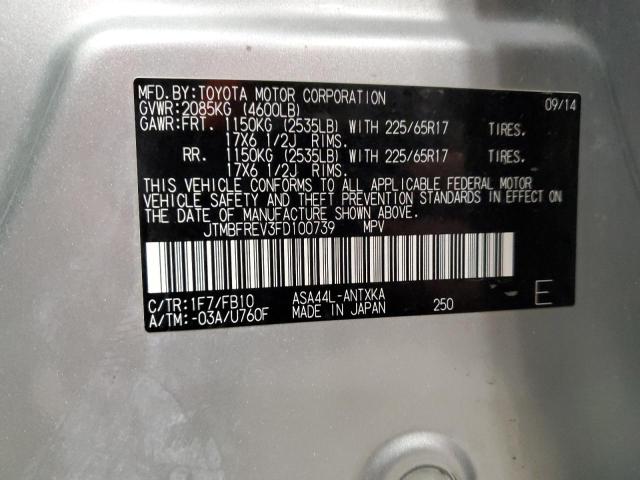 MFD.BY:TOYOTA MOTOR CORPORATION 09/14
GVWR:2085KG (4600LB)
GAWR:FRT. 1150KG (2535LB) WITH 225/65R17 TIRES.
17X6 1/2J RIMS.
RR. 1150KG (2535LB) WITH 225/65R17 TIRES.
17X6 1/2J RIMS.
THIS VEHICLE CONFORMS TO ALL APPLICABLE FEDERAL MOTOR
VEHICLE SAFETY AND THEFT PREVENTION STANDARDS IN EFFECT ON
THE DATE OF MANUFACTURE SHOWN ABOVE.
JTMBFREV3FD100739 MPV
C/TR:1F7/FB10 ASA44L-ANTXKA
A/TM:-03A/U760F MADE IN JAPAN 250 E